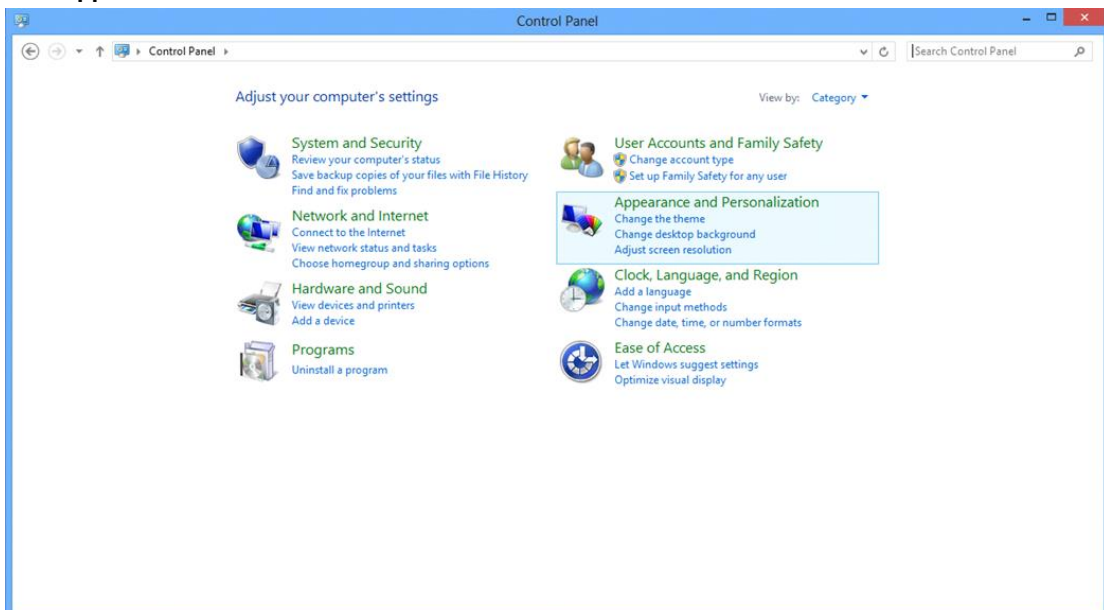 Control Panel
Control Panel
Search Control Panel
Adjust your computer's settings
View by: Category
System and Security
Review your computer's status
Save backup copies of your files with File History
Find and fix problems
Network and Internet
Connect to the Internet
View network status and tasks
Choose homegroup and sharing options
Hardware and Sound
View devices and printers
Add a device
Programs
Uninstall a program
User Accounts and Family Safety
Change account type
Set up Family Safety for any user
Appearance and Personalization
Change the theme
Change desktop background
Adjust screen resolution
Clock, Language, and Region
Add a language
Change input methods
Change date, time, or number formats
Ease of Access
Let Windows suggest settings
Optimize visual display